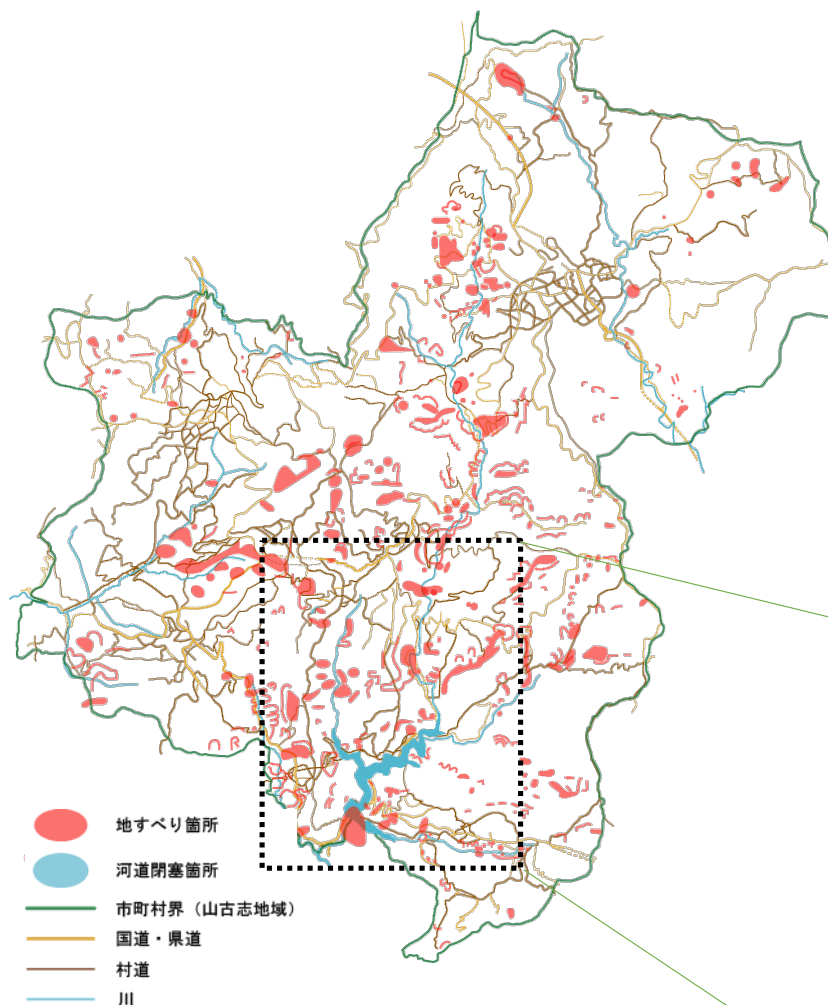 地すべり箇所
河道閉塞箇所
市町村界（山古志地域）
国道・県道
村道
川